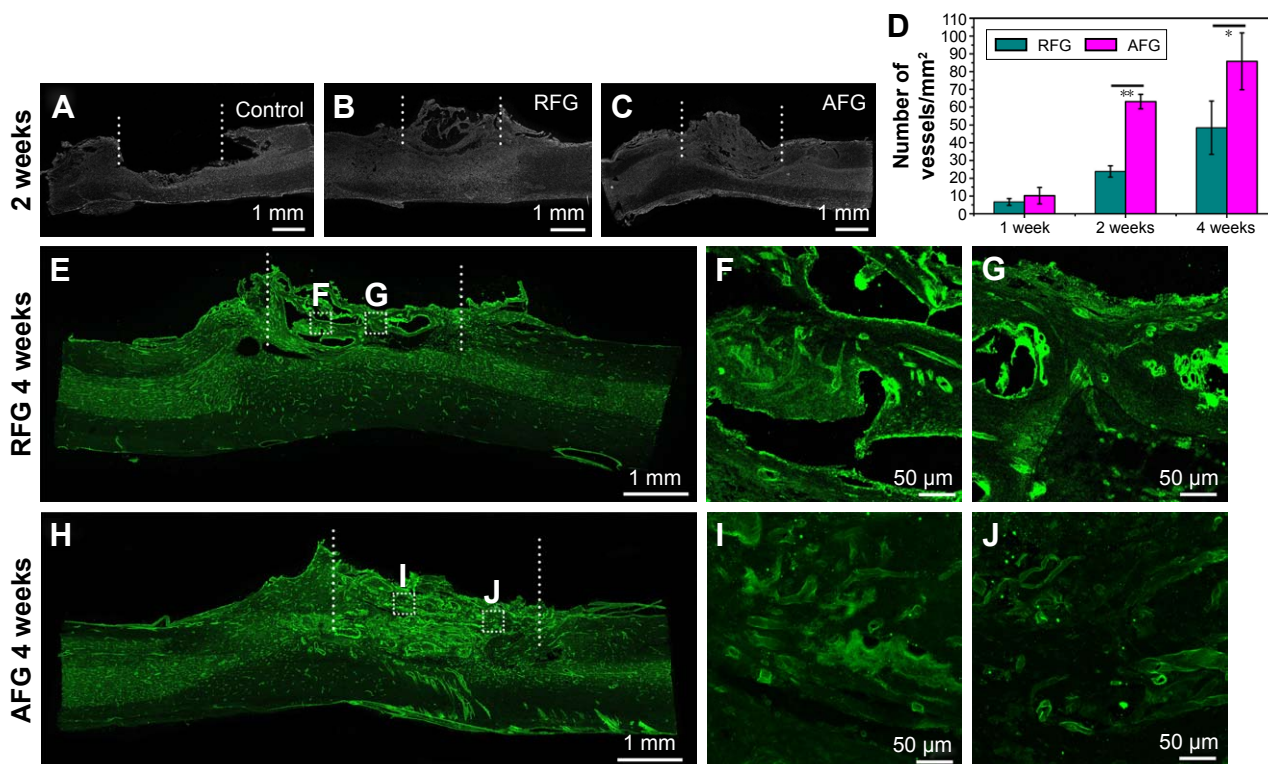 2 weeks
A
Control
1 mm
B
RFG
1 mm
C
AFG
1 mm
D
Number of
vessels/mm²
110
100
90
80
70
60
50
40
30
20
10
0
RFG
AFG
**
*
1 week
2 weeks
4 weeks
RFG 4 weeks
E
F
G
1 mm
F
50 µm
G
50 µm
AFG 4 weeks
H
I
J
1 mm
I
50 µm
J
50 µm